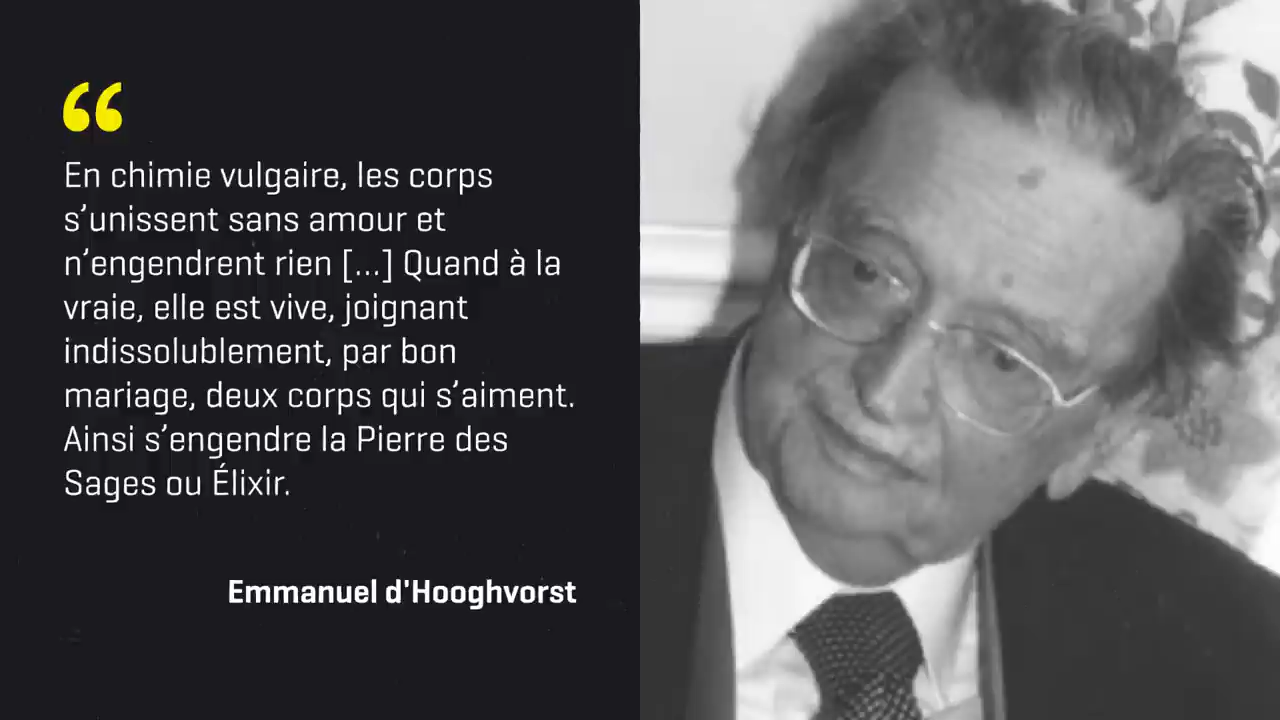 “
En chimie vulgaire, les corps
s’unissent sans amour et
n’engendrent rien [...] Quand à la
vraie, elle est vive, joignant
indissolublement, par bon
mariage, deux corps qui s’aiment.
Ainsi s’engendre la Pierre des
Sages ou Élixir.
Emmanuel d'Hooghvorst